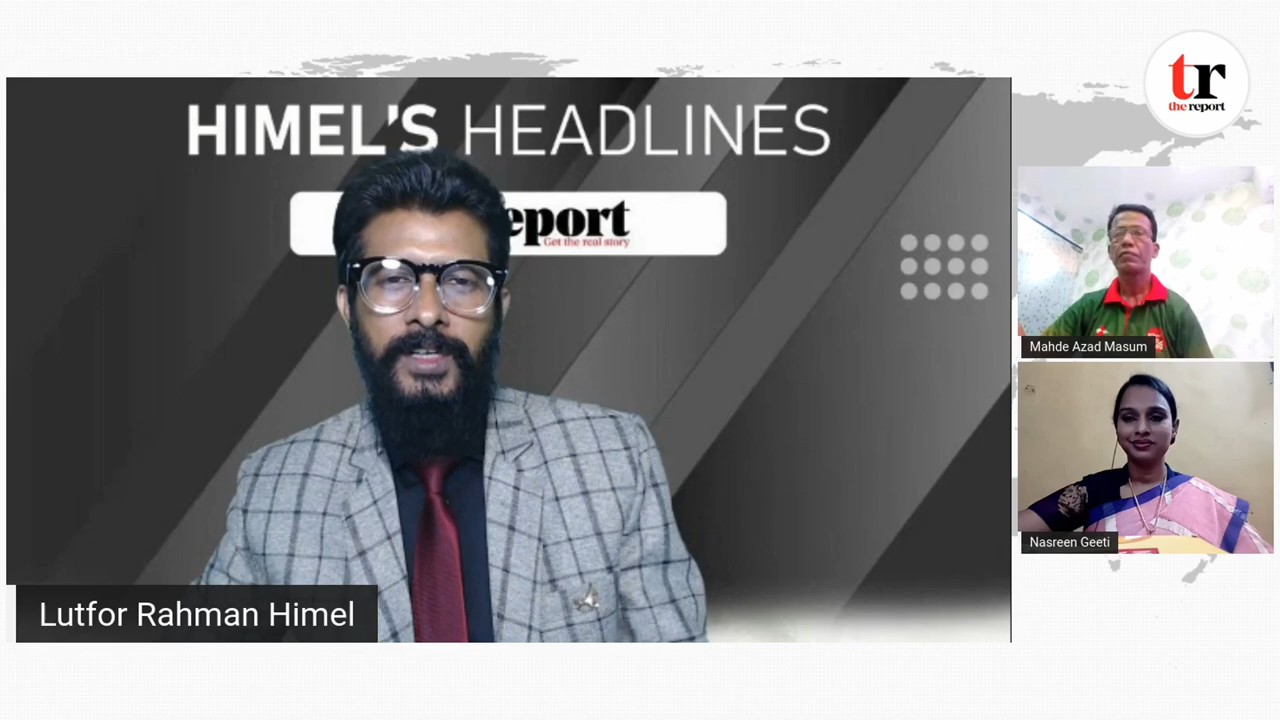 HIMEL'S HEADLINES
eport
Get the real story
tr
the report
Mahde Azad Masum
Nasreen Geeti
Lutfor Rahman Himel